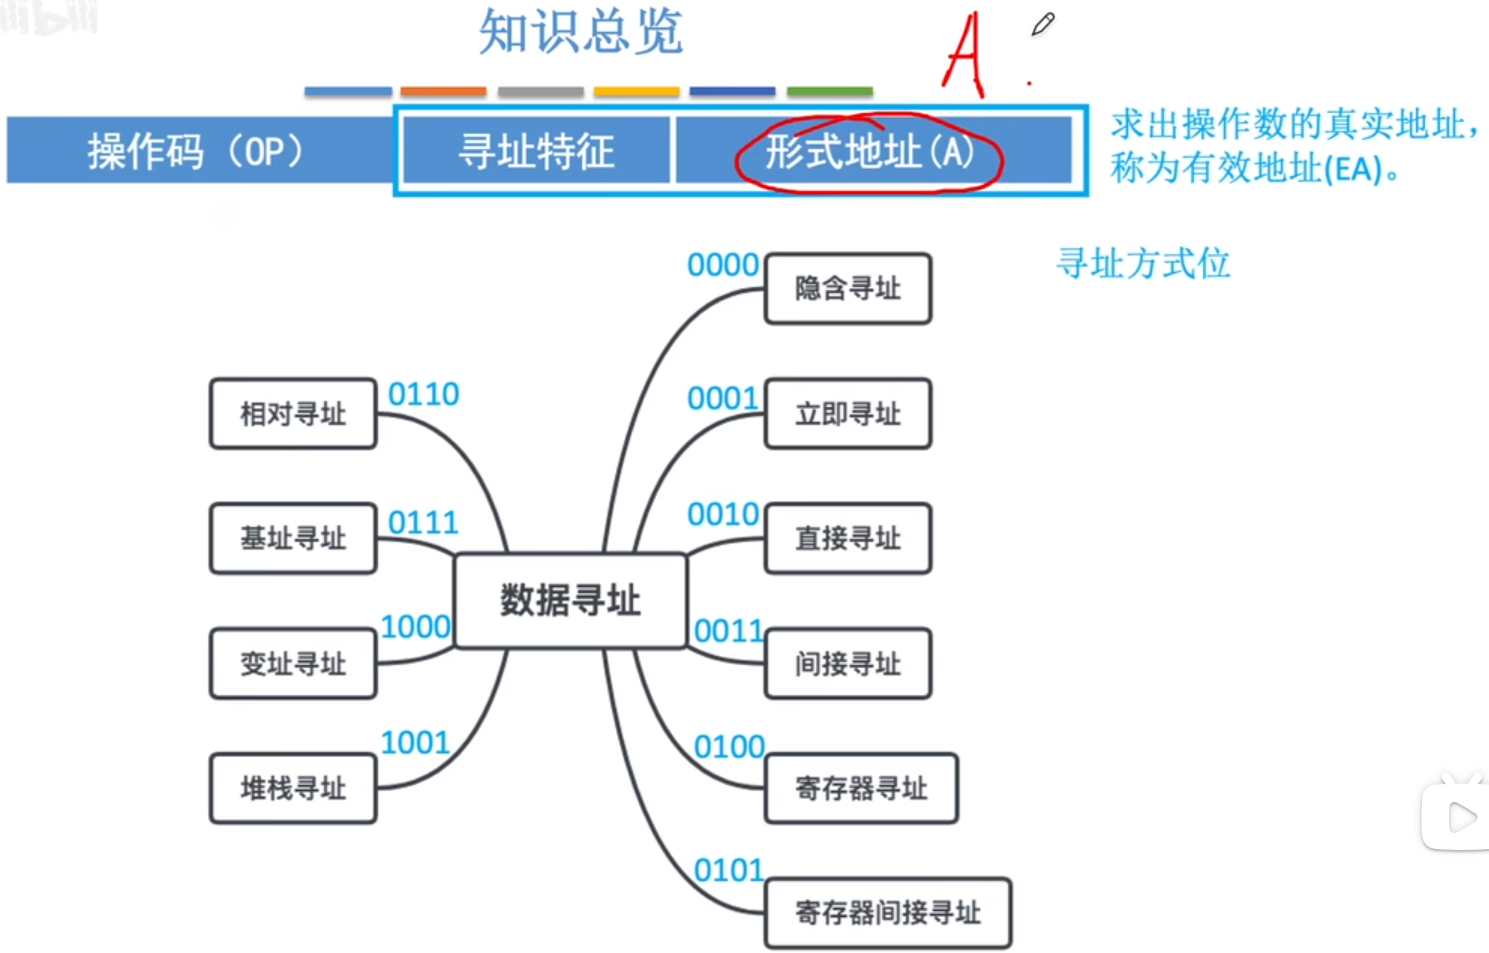 知识总览
A
操作码（OP）
寻址特征
形式地址(A)
求出操作数的真实地址，
称为有效地址(EA)。
寻址方式位
0000
隐含寻址
0110
相对寻址
0001
立即寻址
0111
基址寻址
0010
直接寻址
数据寻址
1000
变址寻址
0011
间接寻址
1001
堆栈寻址
0100
寄存器寻址
0101
寄存器间接寻址